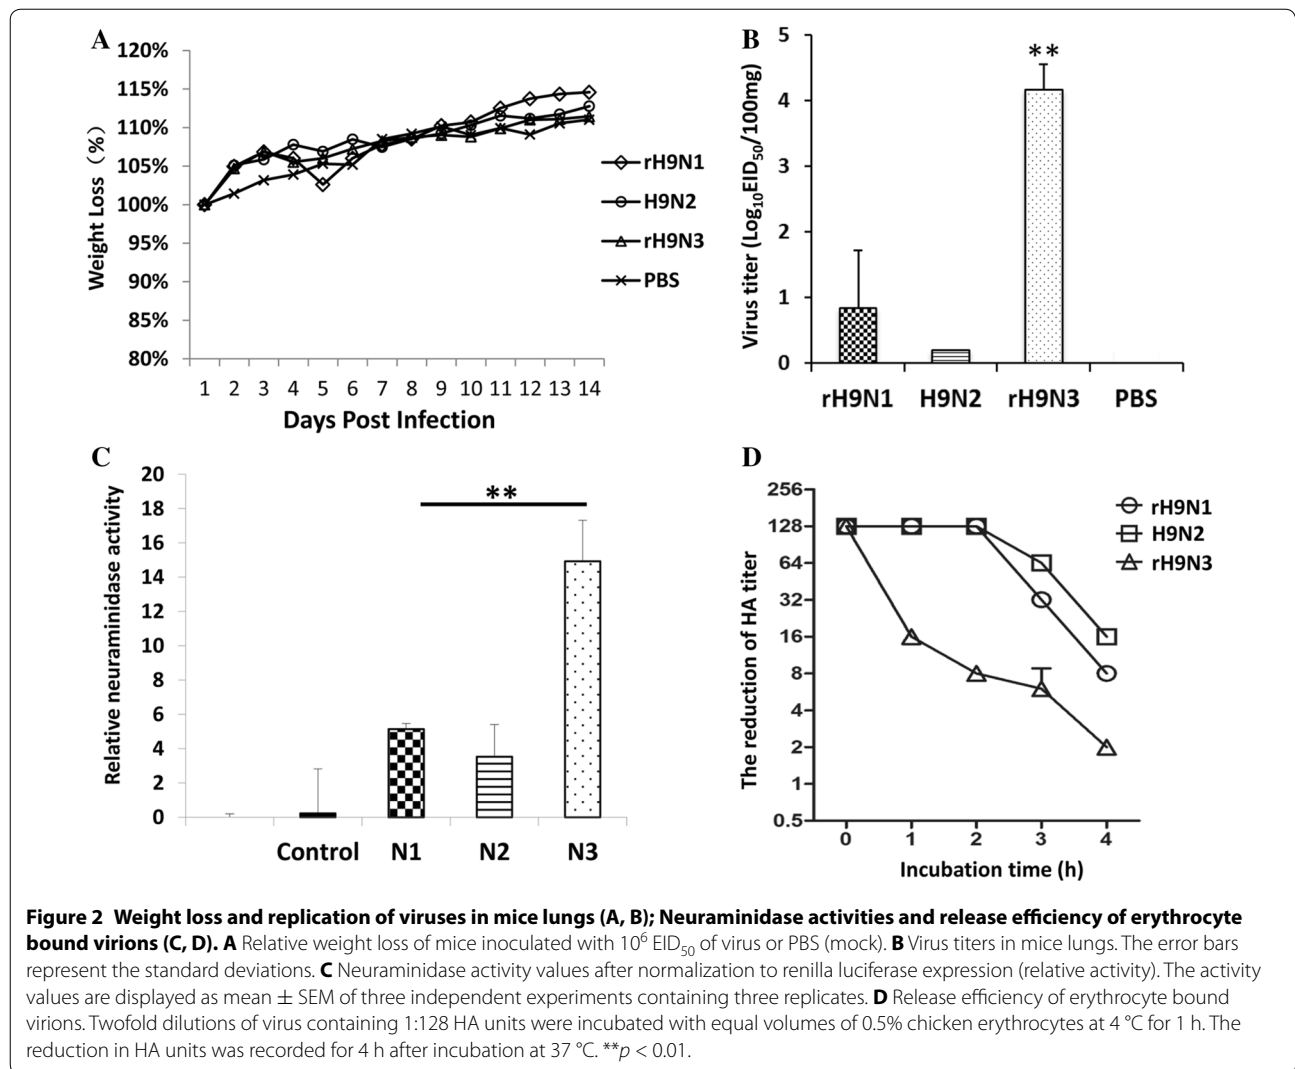 A
120%
115%
110%
105%
100%
95%
90%
85%
80%
Weight Loss (%)
1 2 3 4 5 6 7 8 9 10 11 12 13 14
Days Post Infection
rH9N1
H9N2
rH9N3
PBS
B
5
4
3
2
1
0
Virus titer (Log10EID50/100mg)
**
rH9N1 H9N2 rH9N3 PBS
C
20
18
16
14
12
10
8
6
4
2
0
Relative neuraminidase activity
**
Control N1 N2 N3
D
256
128
64
32
16
8
4
2
1
0.5
The reduction of HA titer
0 1 2 3 4
Incubation time (h)
rH9N1
H9N2
rH9N3
Figure 2 Weight loss and replication of viruses in mice lungs (A, B); Neuraminidase activities and release efficiency of erythrocyte
bound virions (C, D). A Relative weight loss of mice inoculated with 10⁶ EID₅₀ of virus or PBS (mock). B Virus titers in mice lungs. The error bars
represent the standard deviations. C Neuraminidase activity values after normalization to renilla luciferase expression (relative activity). The activity
values are displayed as mean ± SEM of three independent experiments containing three replicates. D Release efficiency of erythrocyte bound
virions. Twofold dilutions of virus containing 1:128 HA units were incubated with equal volumes of 0.5% chicken erythrocytes at 4 °C for 1 h. The
reduction in HA units was recorded for 4 h after incubation at 37 °C. **p < 0.01.